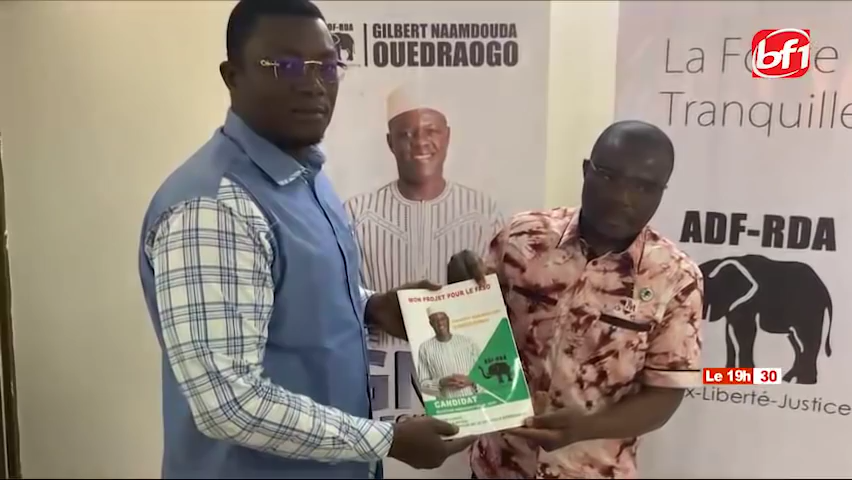 ADF-RDA
GILBERT NAAMDOUDA
OUEDRAOGO
bf1
La
Tranquille
ADF-RDA
MON PROJET POUR LE FASO
ADF-RDA
CANDIDAT
Le 19h 30
x-Liberté-Justice